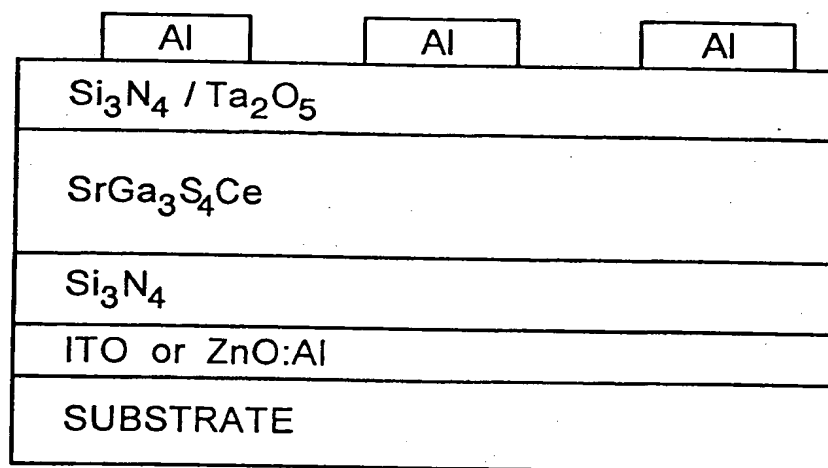 Al Al Al
Si₃N₄ / Ta₂O₅
SrGa₃S₄Ce
Si₃N₄
ITO or ZnO:Al
SUBSTRATE